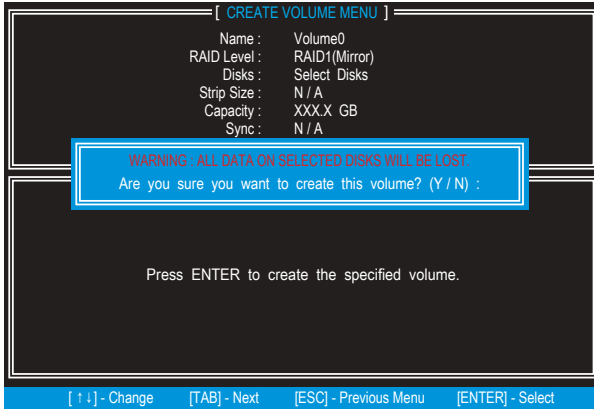 [ CREATE VOLUME MENU ]
Name : Volume0
RAID Level : RAID1(Mirror)
Disks : Select Disks
Strip Size : N / A
Capacity : XXX.X GB
Sync : N / A
WARNING : ALL DATA ON SELECTED DISKS WILL BE LOST.
Are you sure you want to create this volume? (Y / N) :
Press ENTER to create the specified volume.
[ ↑↓] - Change [TAB] - Next [ESC] - Previous Menu [ENTER] - Select